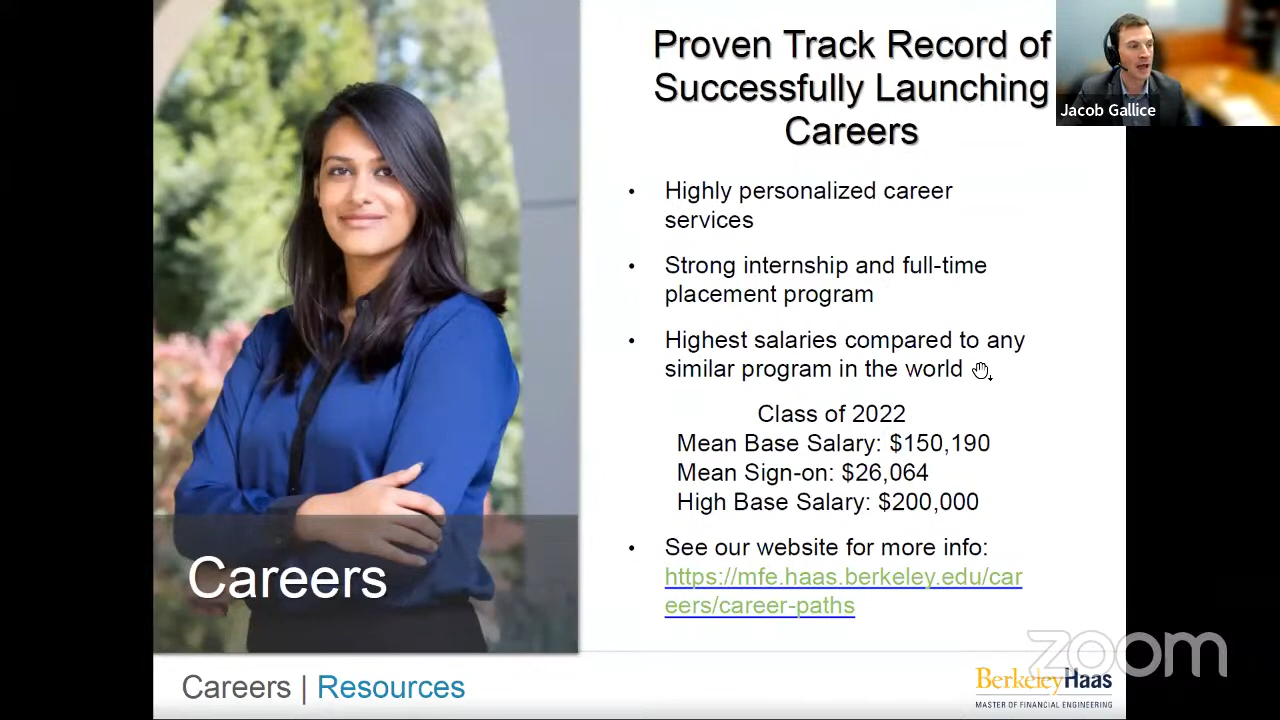 Proven Track Record of
Successfully Launching
Careers
Jacob Gallice
• Highly personalized career
services
• Strong internship and full-time
placement program
• Highest salaries compared to any
similar program in the world
Class of 2022
Mean Base Salary: $150,190
Mean Sign-on: $26,064
High Base Salary: $200,000
• See our website for more info:
https://mfe.haas.berkeley.edu/car
eers/career-paths
Careers
Careers | Resources
zoom
BerkeleyHaas
MASTER OF FINANCIAL ENGINEERING